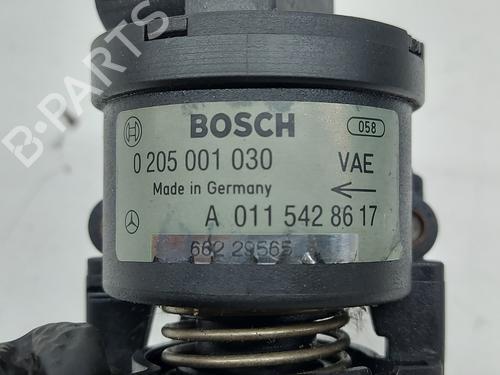 BOSCH
058
0 205 001 030
VAE
Made in Germany
A 011 542 86 17
662 29565
B-PARTS